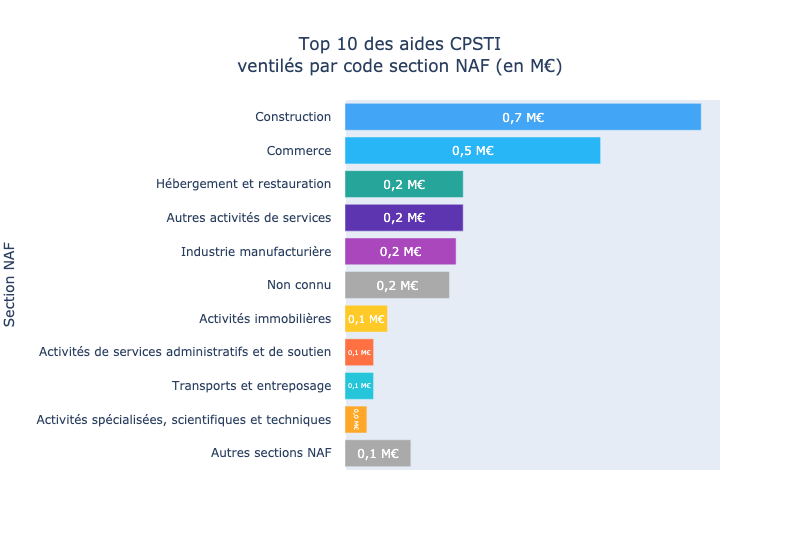 Top 10 des aides CPSTI
ventilés par code section NAF (en M€)
Section NAF
Construction 0,7 M€
Commerce 0,5 M€
Hébergement et restauration 0,2 M€
Autres activités de services 0,2 M€
Industrie manufacturière 0,2 M€
Non connu 0,2 M€
Activités immobilières 0,1 M€
Activités de services administratifs et de soutien 0,1 M€
Transports et entreposage 0,1 M€
Activités spécialisées, scientifiques et techniques 0,0 M€
Autres sections NAF 0,1 M€